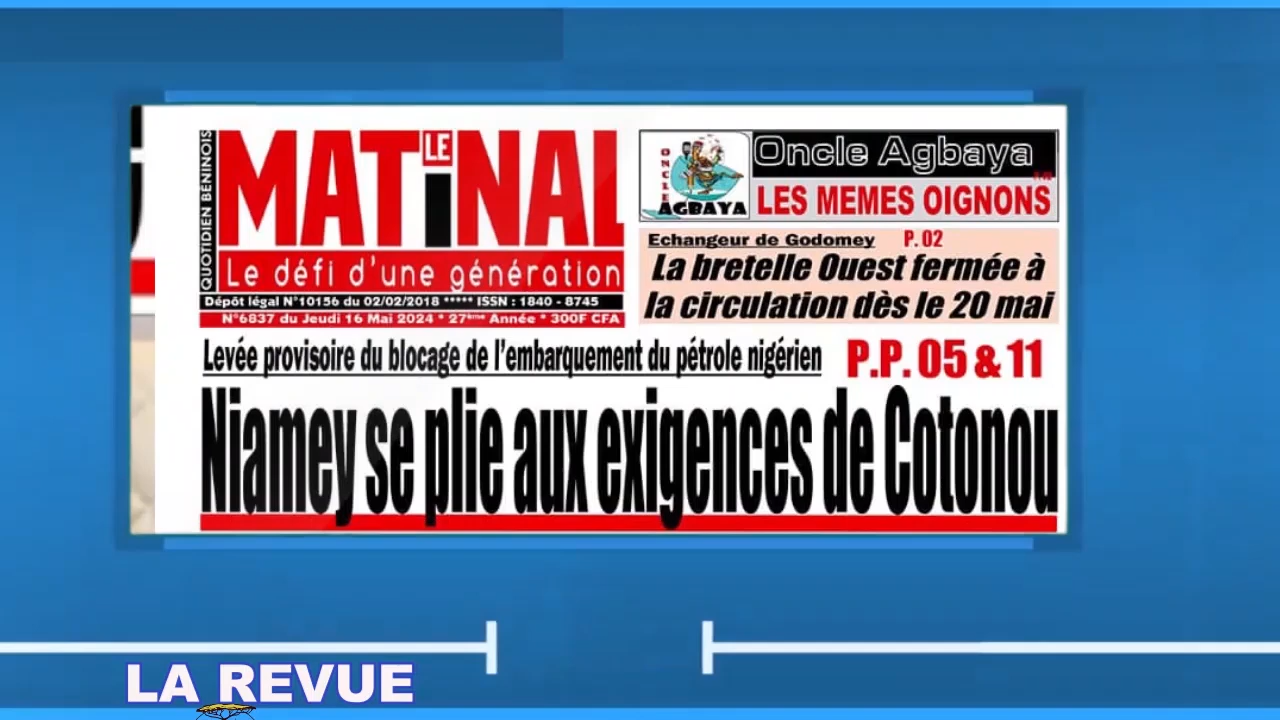 QUOTIDIEN BÉNINOIS
LE
MATiNAL
Le défi d'une génération
Dépôt légal N°10156 du 02/02/2018 ***** ISSN : 1840 - 8745
N°6837 du Jeudi 16 Mai 2024 * 27ème Année * 300F CFA
ONCLE
AGBAYA
Oncle Agbaya
LES MEMES OIGNONS
Echangeur de Godomey P. 02
La bretelle Ouest fermée à
la circulation dès le 20 mai
Levée provisoire du blocage de l'embarquement du pétrole nigérien P.P. 05 & 11
Niamey se plie aux exigences de Cotonou
LA REVUE